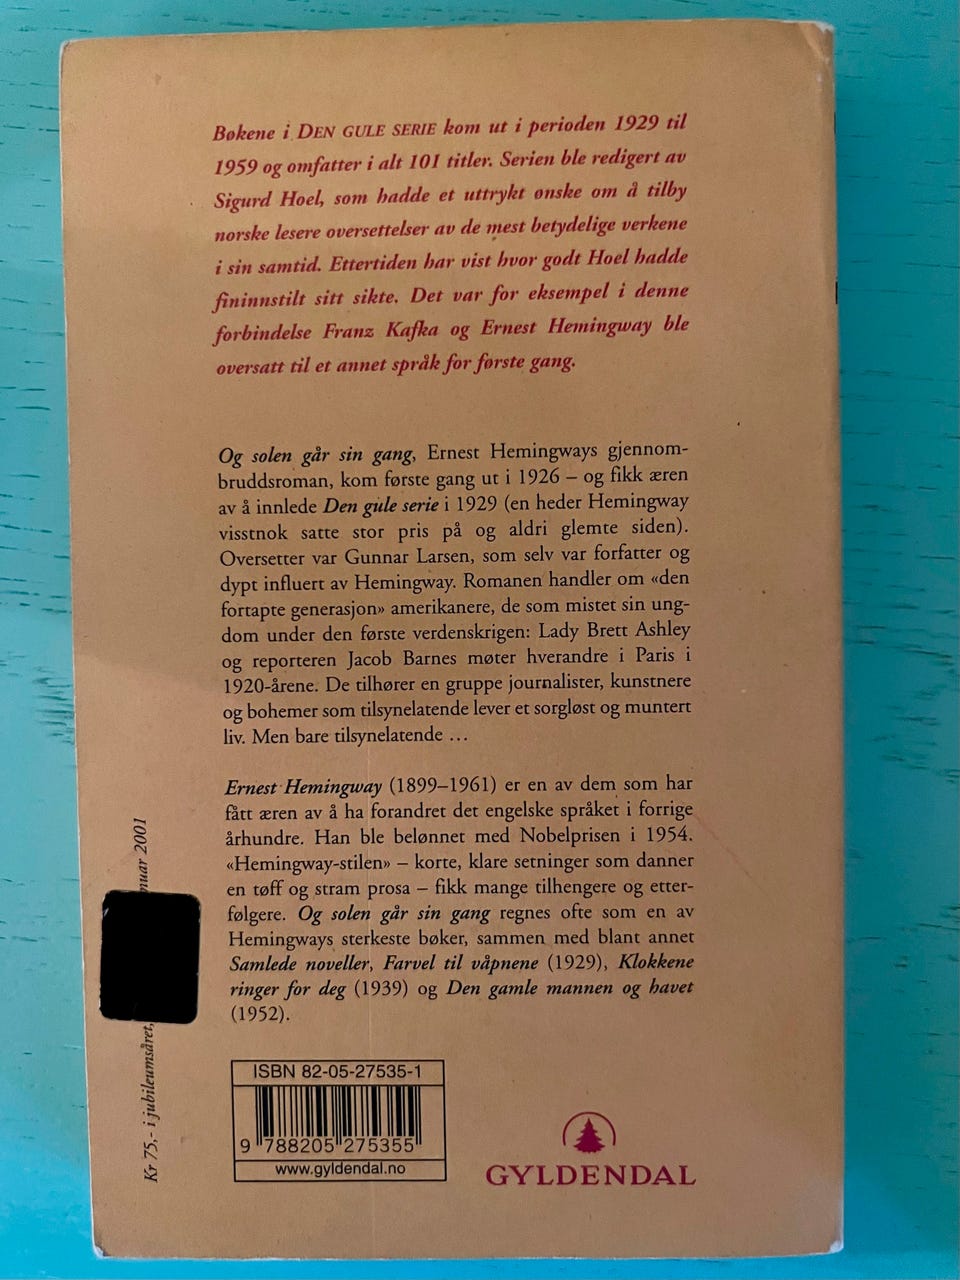 Bøkene i DEN GULE SERIE kom ut i perioden 1929 til
1959 og omfatter i alt 101 titler. Serien ble redigert av
Sigurd Hoel, som hadde et uttrykt ønske om å tilby
norske lesere oversettelser av de mest betydelige verkene
i sin samtid. Ettertiden har vist hvor godt Hoel hadde
fininnstilt sitt sikte. Det var for eksempel i denne
forbindelse Franz Kafka og Ernest Hemingway ble
oversatt til et annet språk for første gang.
Og solen går sin gang, Ernest Hemingways gjennom-
bruddsroman, kom første gang ut i 1926 – og fikk æren
av å innlede Den gule serie i 1929 (en heder Hemingway
visstnok satte stor pris på og aldri glemte siden).
Oversetter var Gunnar Larsen, som selv var forfatter og
dypt influert av Hemingway. Romanen handler om «den
fortapte generasjon» amerikanere, de som mistet sin ung-
dom under den første verdenskrigen: Lady Brett Ashley
og reporteren Jacob Barnes møter hverandre i Paris i
1920-årene. De tilhører en gruppe journalister, kunstnere
og bohemer som tilsynelatende lever et sorgløst og muntert
liv. Men bare tilsynelatende …
Ernest Hemingway (1899–1961) er en av dem som har
fått æren av å ha forandret det engelske språket i forrige
århundre. Han ble belønnet med Nobelprisen i 1954.
«Hemingway-stilen» – korte, klare setninger som danner
en tøff og stram prosa – fikk mange tilhengere og etter-
følgere. Og solen går sin gang regnes ofte som en av
Hemingways sterkeste bøker, sammen med blant annet
Samlede noveller, Farvel til våpnene (1929), Klokkene
ringer for deg (1939) og Den gamle mannen og havet
(1952).
Kr 75,- i jubileumsåret, 2001
ISBN 82-05-27535-1
9 788205 275355
www.gyldendal.no
GYLDENDAL